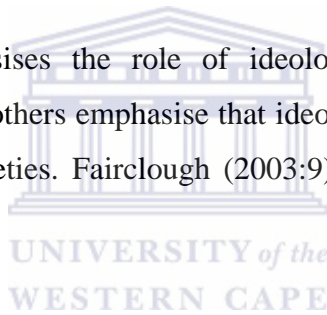 sises the role of ideolo
others emphasise that ideo
eties. Fairclough (2003:9)
UNIVERSITY of the
WESTERN CAPE